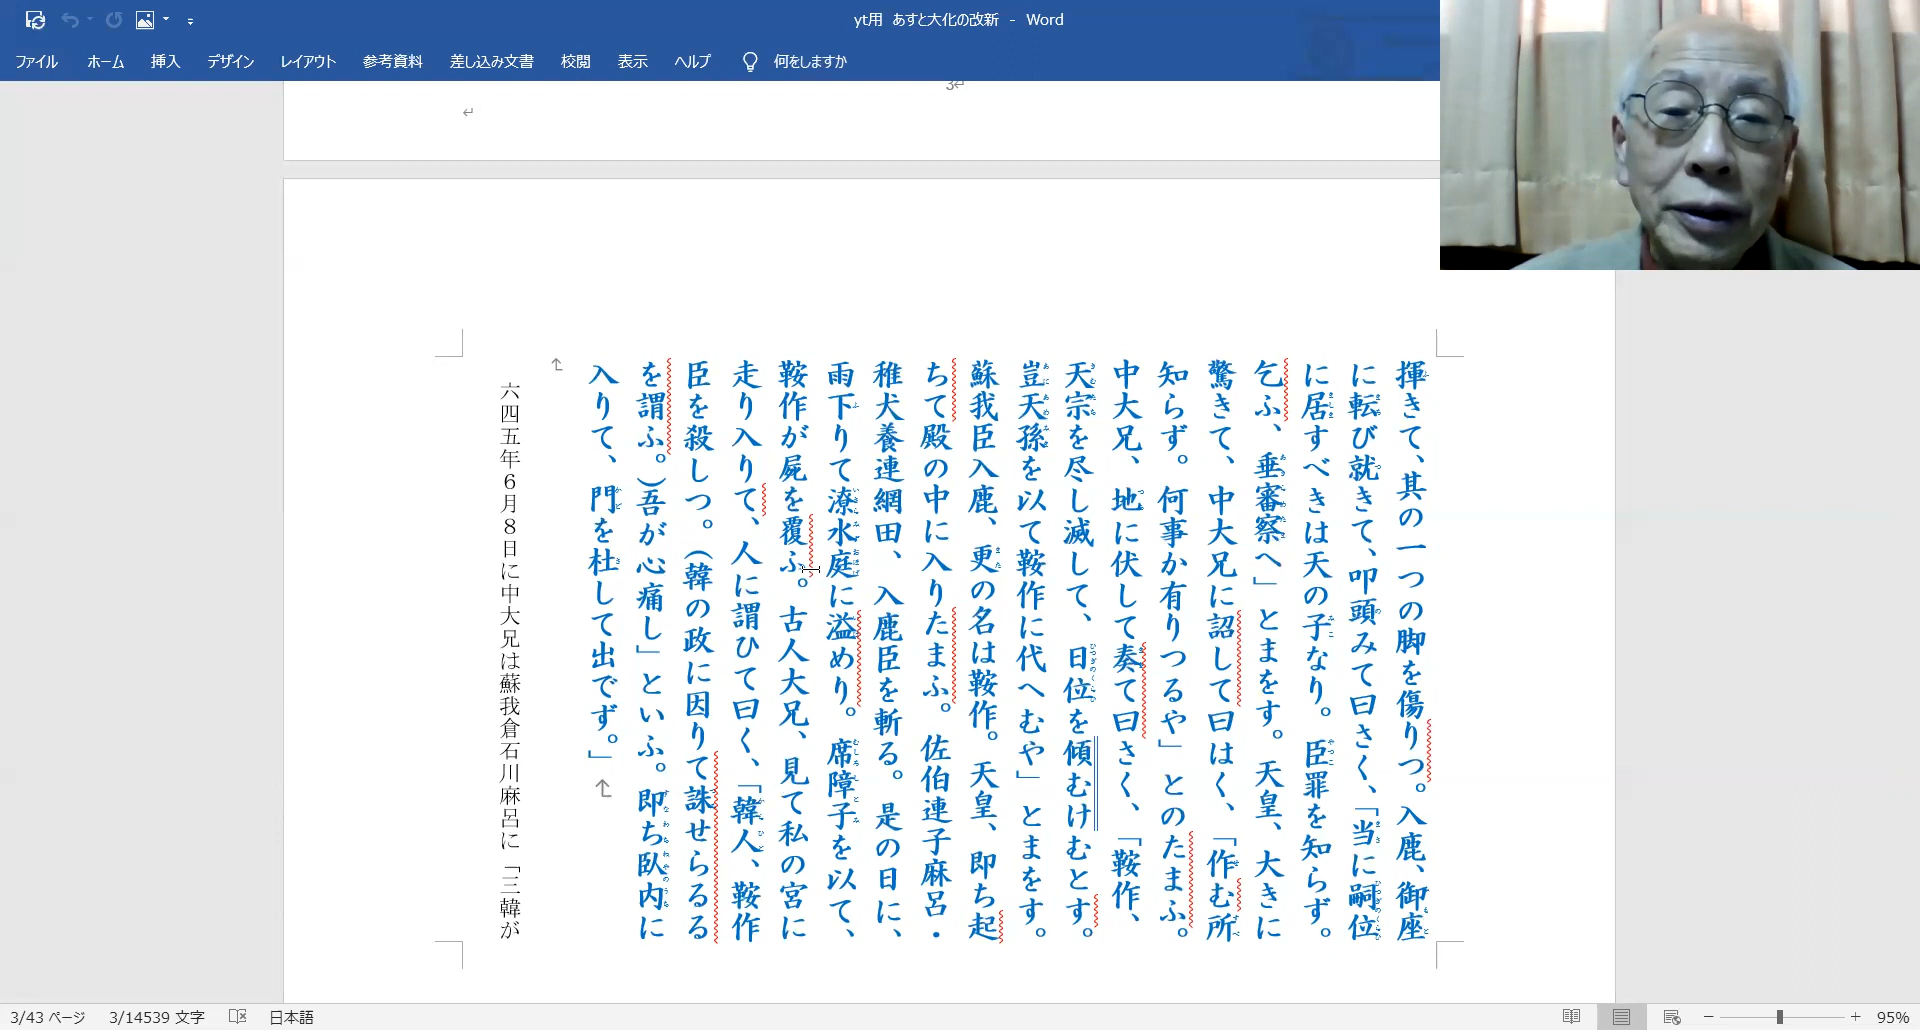 yt用 あすと大化の改新 - Word
ファイル ホーム 挿入 デザイン レイアウト 参考資料 差し込み文書 校閲 表示 ヘルプ 何をしますか
3
揮きて、其の一つの脚を傷りつ。入鹿、御座
に転び就きて、叩頭みて曰さく、「当に嗣位
に居すべきは天の子なり。臣罪を知らず。
乞ふ、垂審察へ」とまをす。天皇、大きに
驚きて、中大兄に詔して曰はく、「作む所
知らず。何事か有りつるや」とのたまふ。
中大兄、地に伏して奏て曰さく、「鞍作、
天宗を尽し滅して、日位を傾むけむとす。
豈天孫を以て鞍作に代へむや」とまをす。
蘇我臣入鹿、更の名は鞍作。天皇、即ち起
ちて殿の中に入りたまふ。佐伯連子麻呂・
稚犬養連網田、入鹿臣を斬る。是の日に、
雨下りて潦水庭に溢めり。席障子を以て、
鞍作が屍を覆ふ。古人大兄、見て私の宮に
走り入りて、人に謂ひて曰く、「韓人、鞍作
臣を殺しつ。(韓の政に因りて誅せらるる
を謂ふ。)吾が心痛し」といふ。即ち臥内に
入りて、門を杜して出でず。」
六四五年6月8日に中大兄は蘇我倉石川麻呂に「三韓が
3/43 ページ 3/14539 文字 日本語 95%